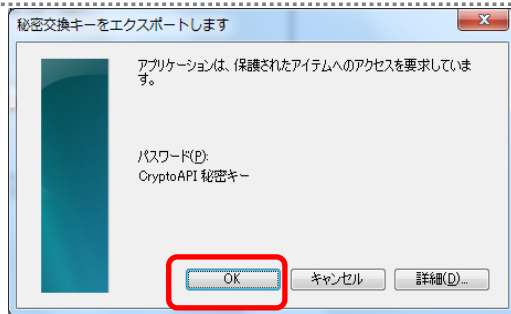 秘密交換キーをエクスポートします
アプリケーションは、保護されたアイテムへのアクセスを要求していま
す。
パスワード(P):
CryptoAPI 秘密キー
OK
キャンセル
詳細(D)...